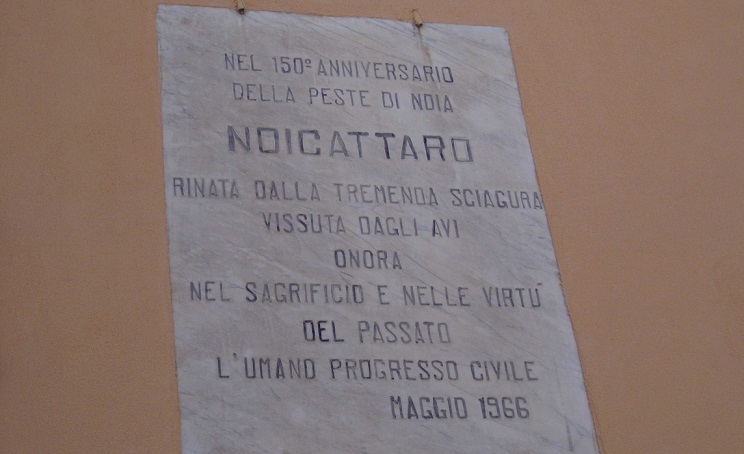 NEL 150º ANNIVERSARIO
DELLA PESTE DI NOIA
NOICATTARO
RINATA DALLA TREMENDA SCIAGURA
VISSUTA DAGLI AVI
ONORA
NEL SAGRIFICIO E NELLE VIRTU'
DEL PASSATO
L'UMANO PROGRESSO CIVILE
MAGGIO 1966